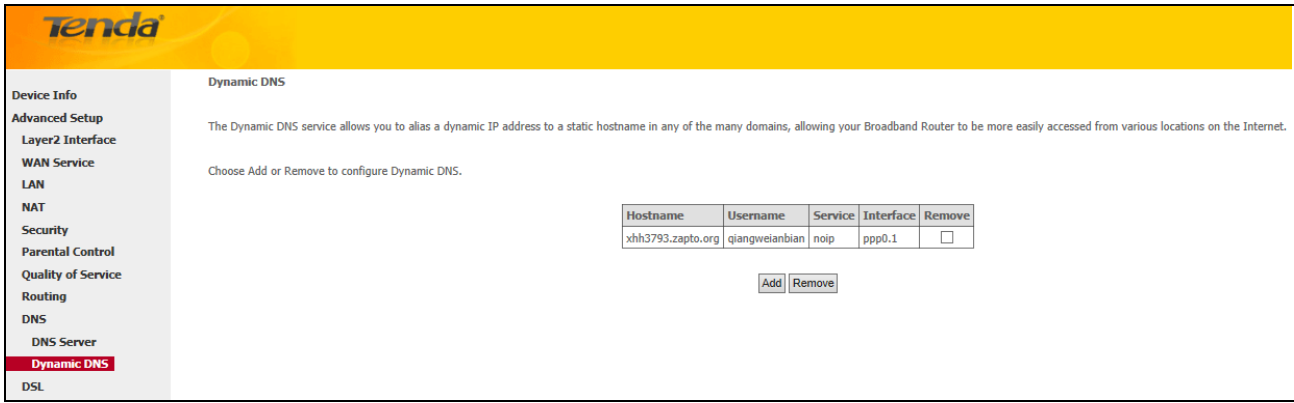 Tenda
Device Info
Advanced Setup
Layer2 Interface
WAN Service
LAN
NAT
Security
Parental Control
Quality of Service
Routing
DNS
DNS Server
Dynamic DNS
DSL
Dynamic DNS
The Dynamic DNS service allows you to alias a dynamic IP address to a static hostname in any of the many domains, allowing your Broadband Router to be more easily accessed from various locations on the Internet.
Choose Add or Remove to configure Dynamic DNS.
Hostname Username Service Interface Remove
xhh3793.zapto.org qiangweianbian noip ppp0.1
Add Remove